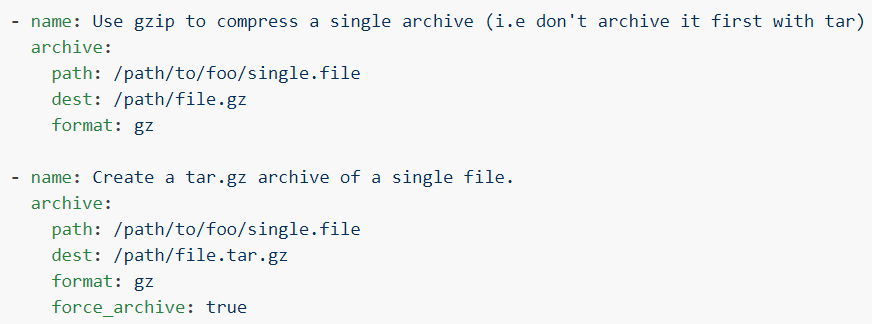 - name: Use gzip to compress a single archive (i.e don't archive it first with tar)
  archive:
    path: /path/to/foo/single.file
    dest: /path/file.gz
    format: gz

- name: Create a tar.gz archive of a single file.
  archive:
    path: /path/to/foo/single.file
    dest: /path/file.tar.gz
    format: gz
    force_archive: true